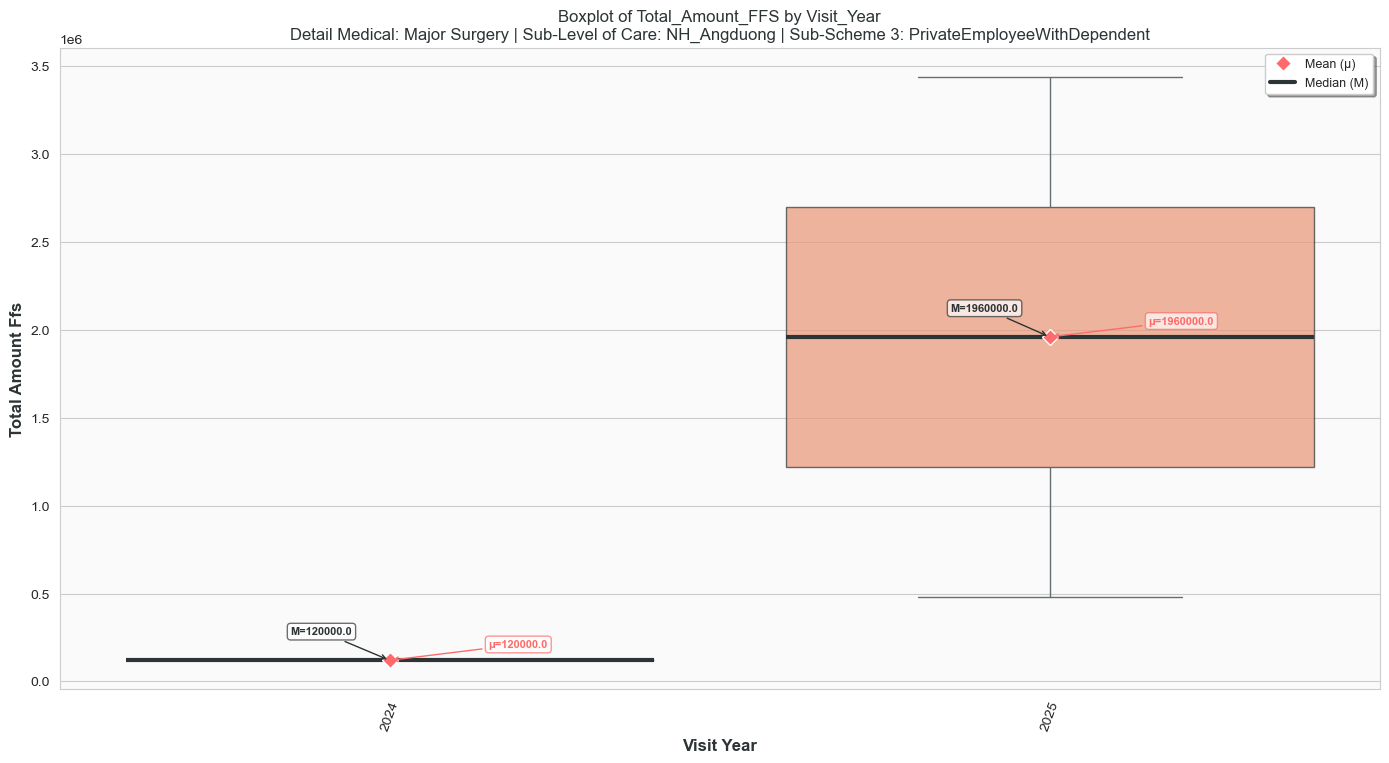 Boxplot of Total_Amount_FFS by Visit_Year
Detail Medical: Major Surgery | Sub-Level of Care: NH_Angduong | Sub-Scheme 3: PrivateEmployeeWithDependent
1e6
Mean (μ)
Median (M)
3.5
3.0
2.5
2.0
1.5
1.0
0.5
0.0
Total Amount Ffs
M=1960000.0
μ=1960000.0
M=120000.0
μ=120000.0
2024
2025
Visit Year